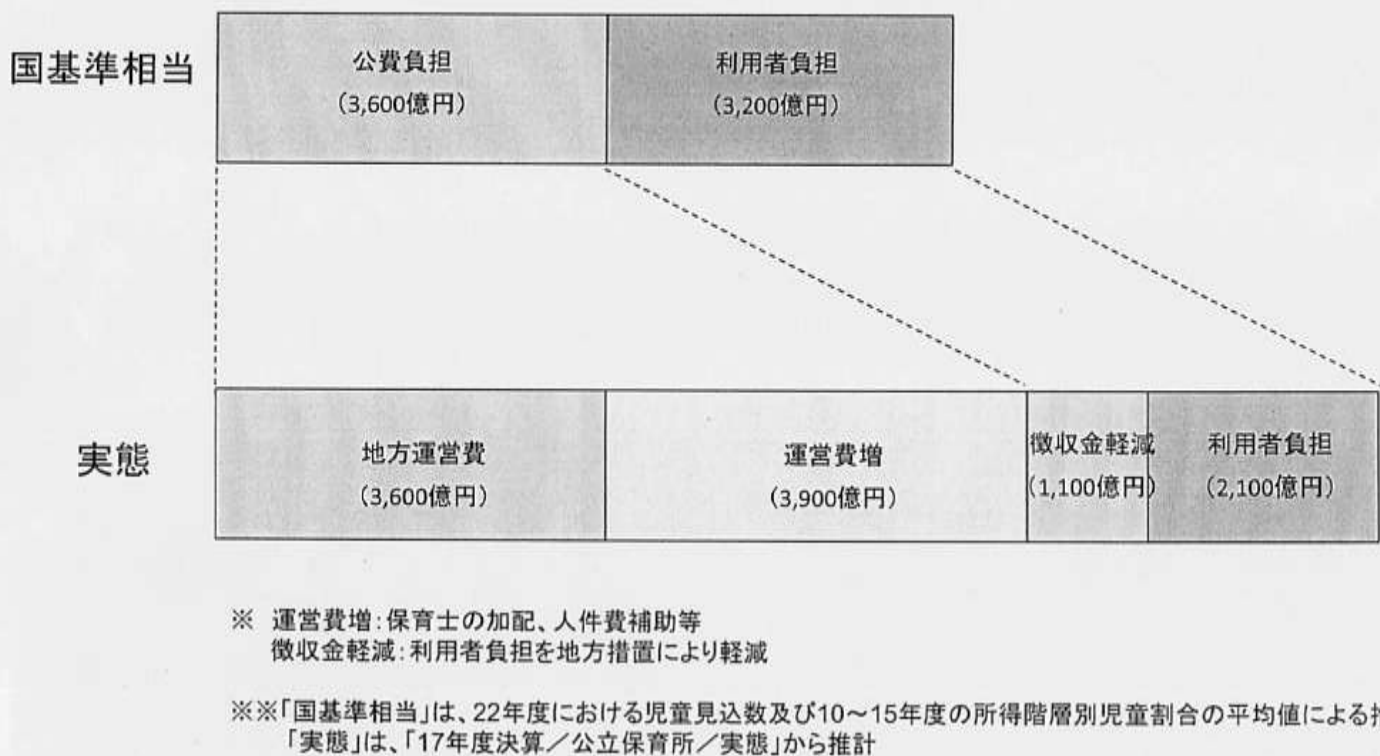 国基準相当
公費負担
(3,600億円)
利用者負担
(3,200億円)
実態
地方運営費
(3,600億円)
運営費増
(3,900億円)
徴収金軽減
(1,100億円)
利用者負担
(2,100億円)
※ 運営費増:保育士の加配、人件費補助等
徴収金軽減:利用者負担を地方措置により軽減
※※「国基準相当」は、22年度における児童見込数及び10～15年度の所得階層別児童割合の平均値による
「実態」は、「17年度決算／公立保育所／実態」から推計